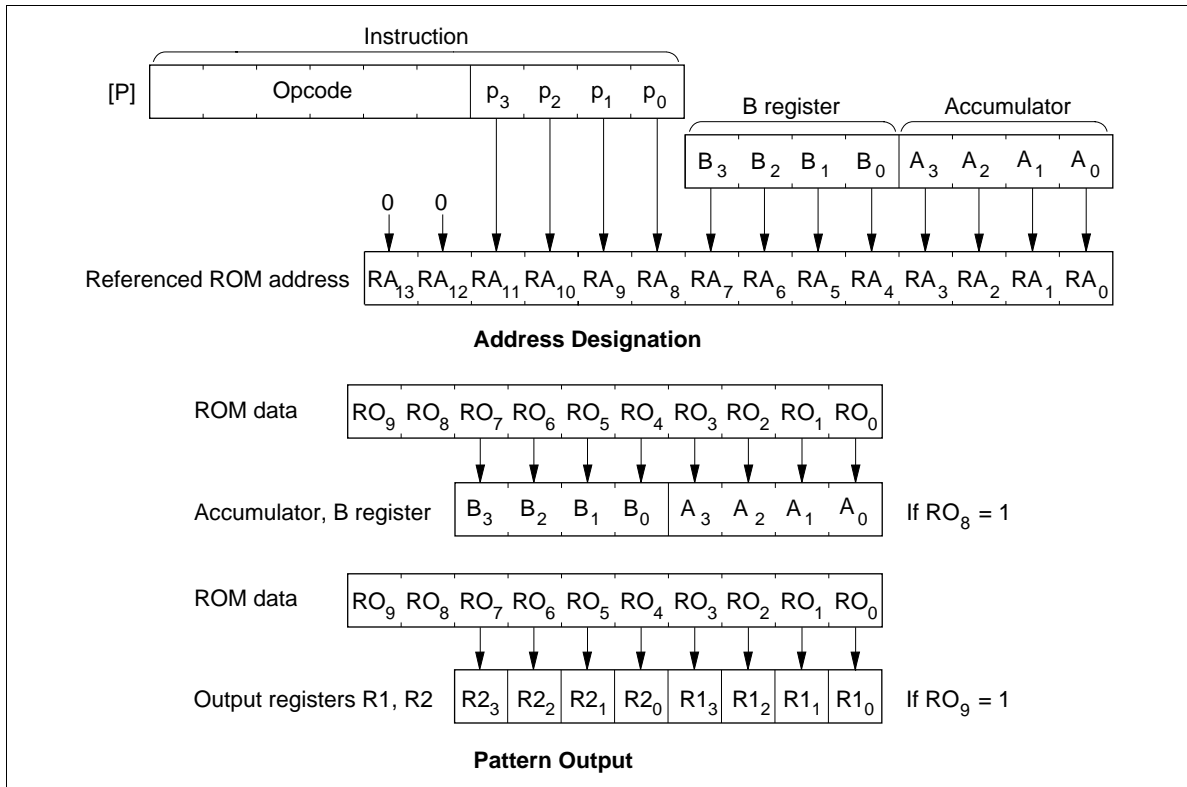 Instruction
[P] Opcode p3 p2 p1 p0
B register Accumulator
B3 B2 B1 B0 A3 A2 A1 A0
0 0
Referenced ROM address RA13 RA12 RA11 RA10 RA9 RA8 RA7 RA6 RA5 RA4 RA3 RA2 RA1 RA0
Address Designation
ROM data RO9 RO8 RO7 RO6 RO5 RO4 RO3 RO2 RO1 RO0
Accumulator, B register B3 B2 B1 B0 A3 A2 A1 A0 If RO8 = 1
ROM data RO9 RO8 RO7 RO6 RO5 RO4 RO3 RO2 RO1 RO0
Output registers R1, R2 R23 R22 R21 R20 R13 R12 R11 R10 If RO9 = 1
Pattern Output